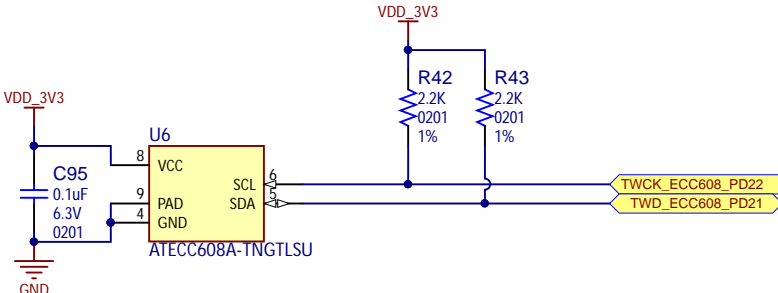 VDD_3V3
R42
2.2K
0201
1%
R43
2.2K
0201
1%
VDD_3V3
C95
0.1uF
6.3V
0201
GND
U6
8
VCC
9
PAD
4
GND
SCL
6
SDA
5
ATECC608A-TNGTLSU
TWCK_ECC608_PD22
TWD_ECC608_PD21